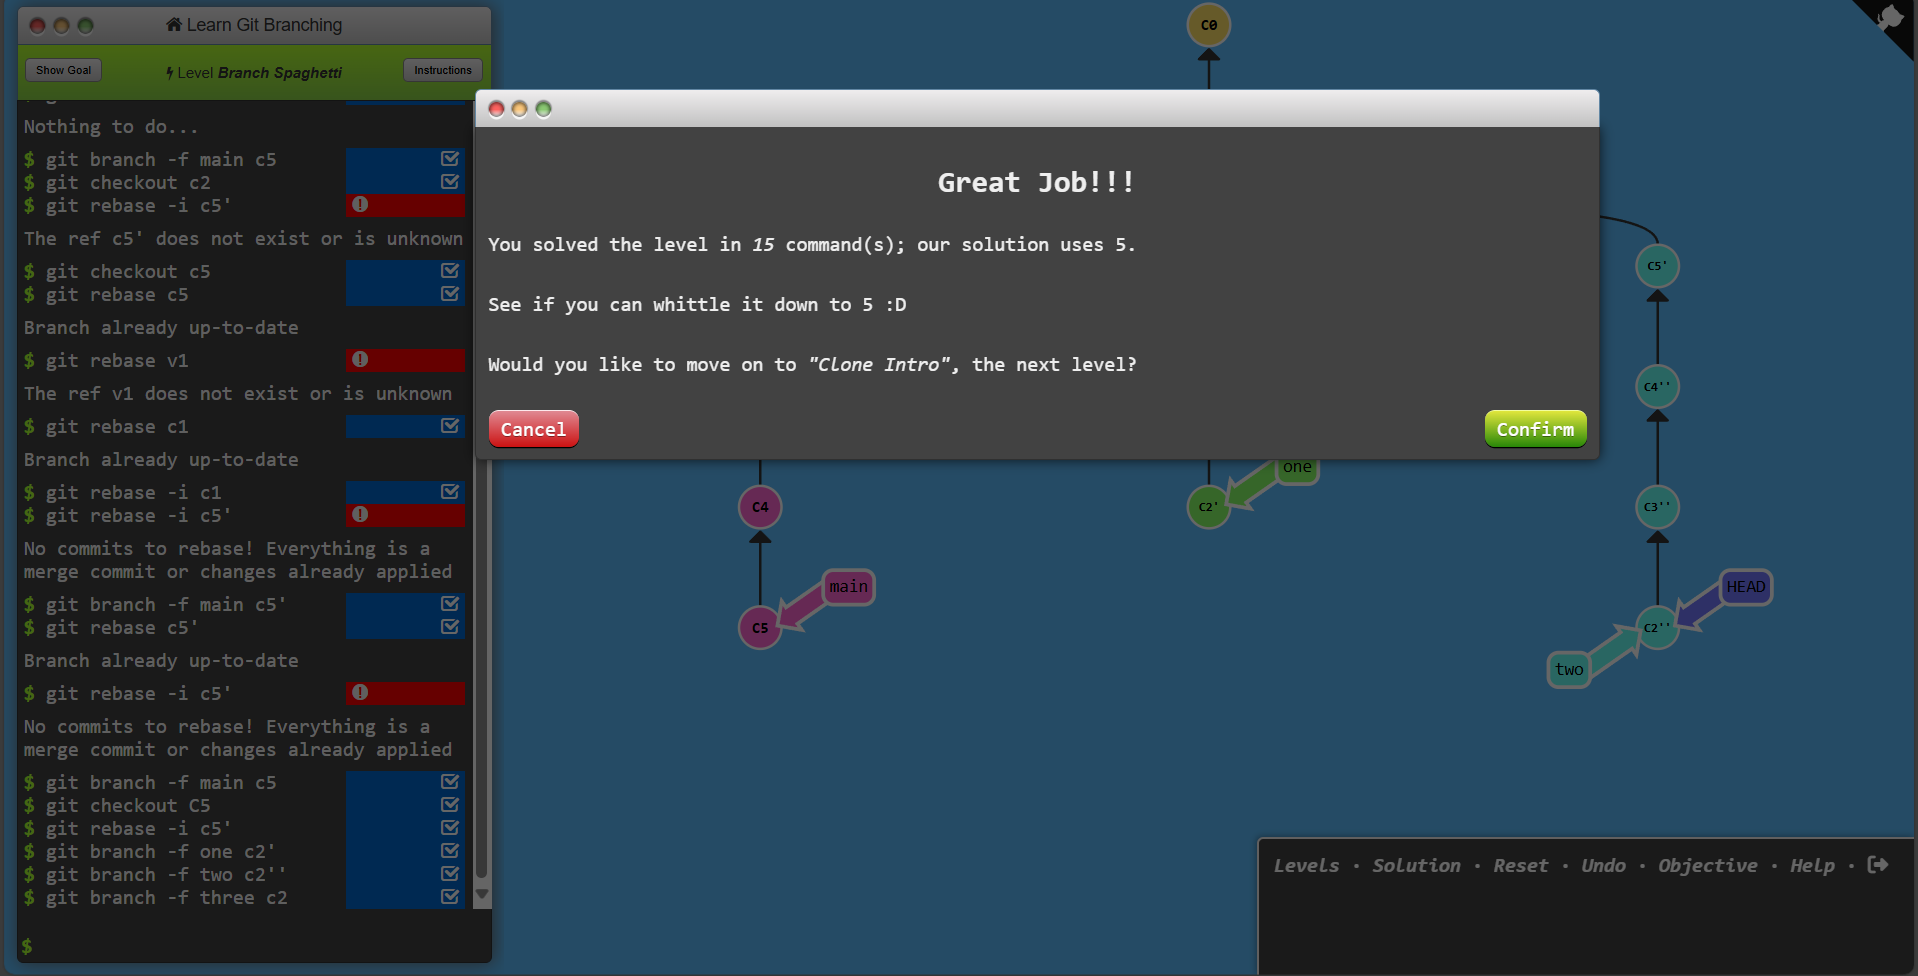 Learn Git Branching
Show Goal
Level Branch Spaghetti
Instructions
Nothing to do...
$ git branch -f main c5
$ git checkout c2
$ git rebase -i c5'
The ref c5' does not exist or is unknown
$ git checkout c5
$ git rebase c5
Branch already up-to-date
$ git rebase v1
The ref v1 does not exist or is unknown
$ git rebase c1
Branch already up-to-date
$ git rebase -i c1
$ git rebase -i c5'
No commits to rebase! Everything is a
merge commit or changes already applied
$ git branch -f main c5'
$ git rebase c5'
Branch already up-to-date
$ git rebase -i c5'
No commits to rebase! Everything is a
merge commit or changes already applied
$ git branch -f main c5
$ git checkout C5
$ git rebase -i c5'
$ git branch -f one c2'
$ git branch -f two c2''
$ git branch -f three c2
$
C0
Great Job!!!
You solved the level in 15 command(s); our solution uses 5.
See if you can whittle it down to 5 :D
Would you like to move on to "Clone Intro", the next level?
Cancel
Confirm
C5'
C4''
one
C4
C2'
C3''
main
HEAD
C5
C2''
two
Levels · Solution · Reset · Undo · Objective · Help ·